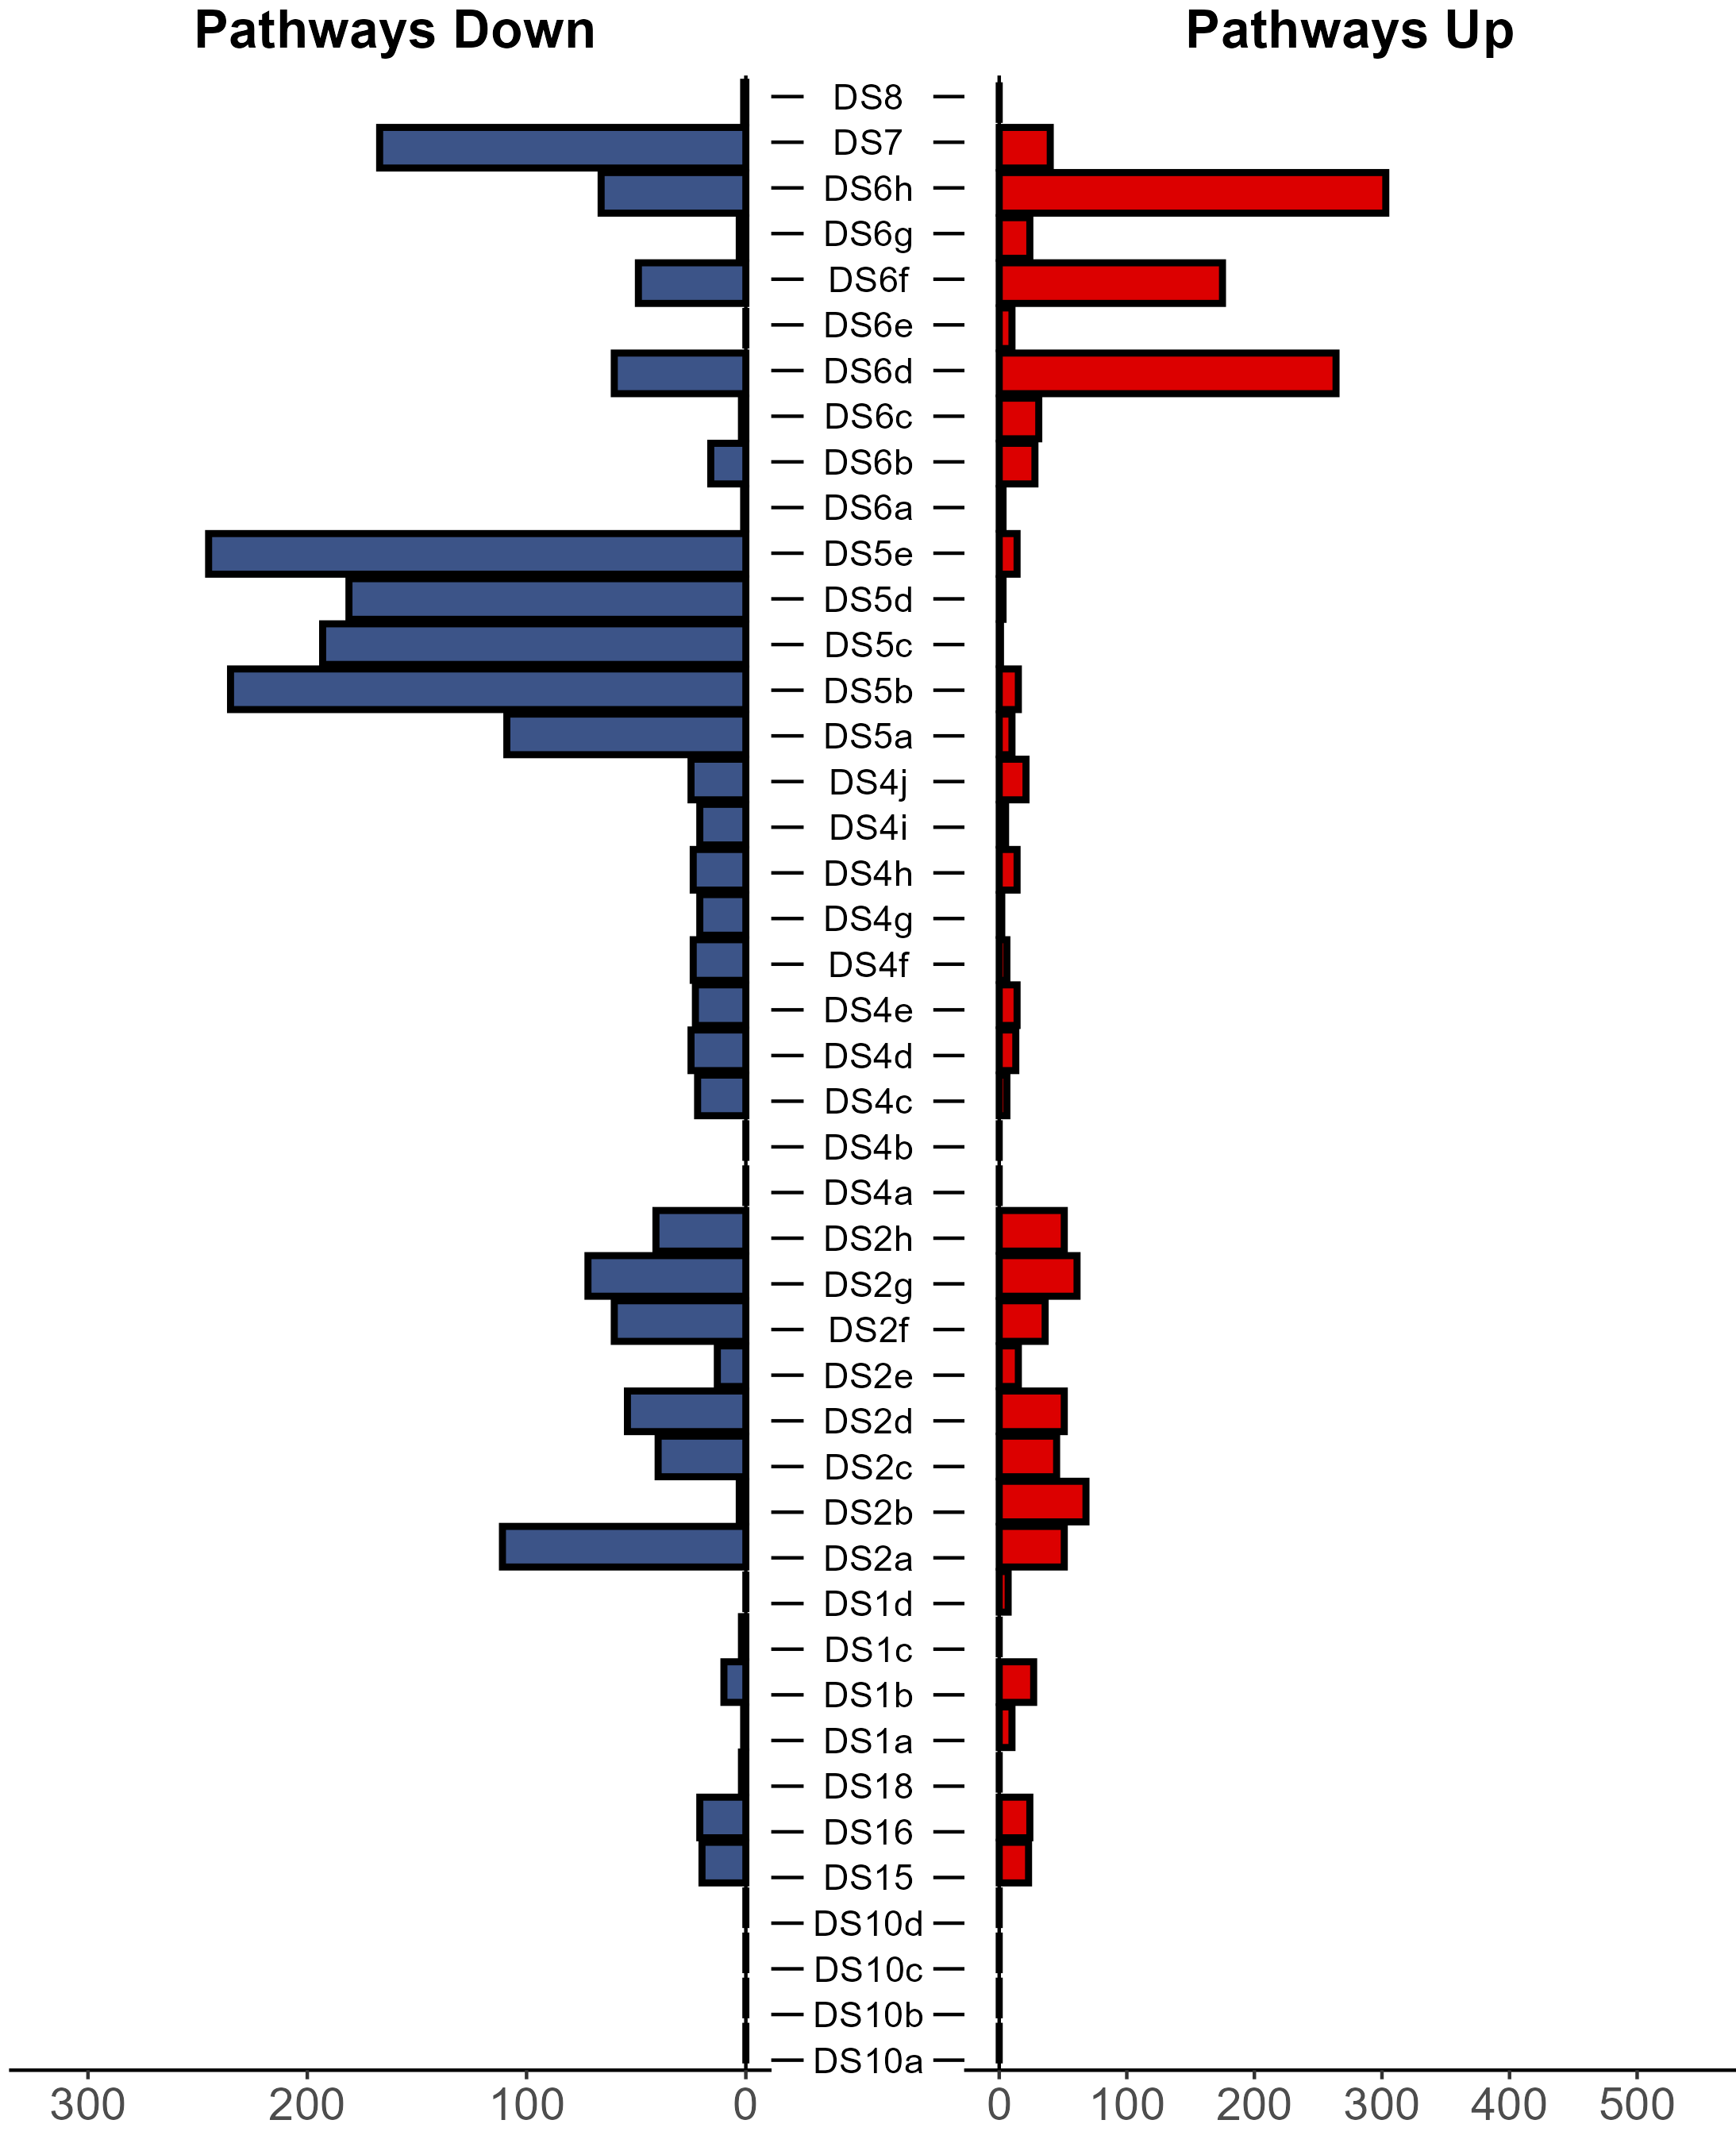 Pathways Down
Pathways Up
DS8
DS7
DS6h
DS6g
DS6f
DS6e
DS6d
DS6c
DS6b
DS6a
DS5e
DS5d
DS5c
DS5b
DS5a
DS4j
DS4i
DS4h
DS4g
DS4f
DS4e
DS4d
DS4c
DS4b
DS4a
DS2h
DS2g
DS2f
DS2e
DS2d
DS2c
DS2b
DS2a
DS1d
DS1c
DS1b
DS1a
DS18
DS16
DS15
DS10d
DS10c
DS10b
DS10a
300 200 100 0
0 100 200 300 400 500